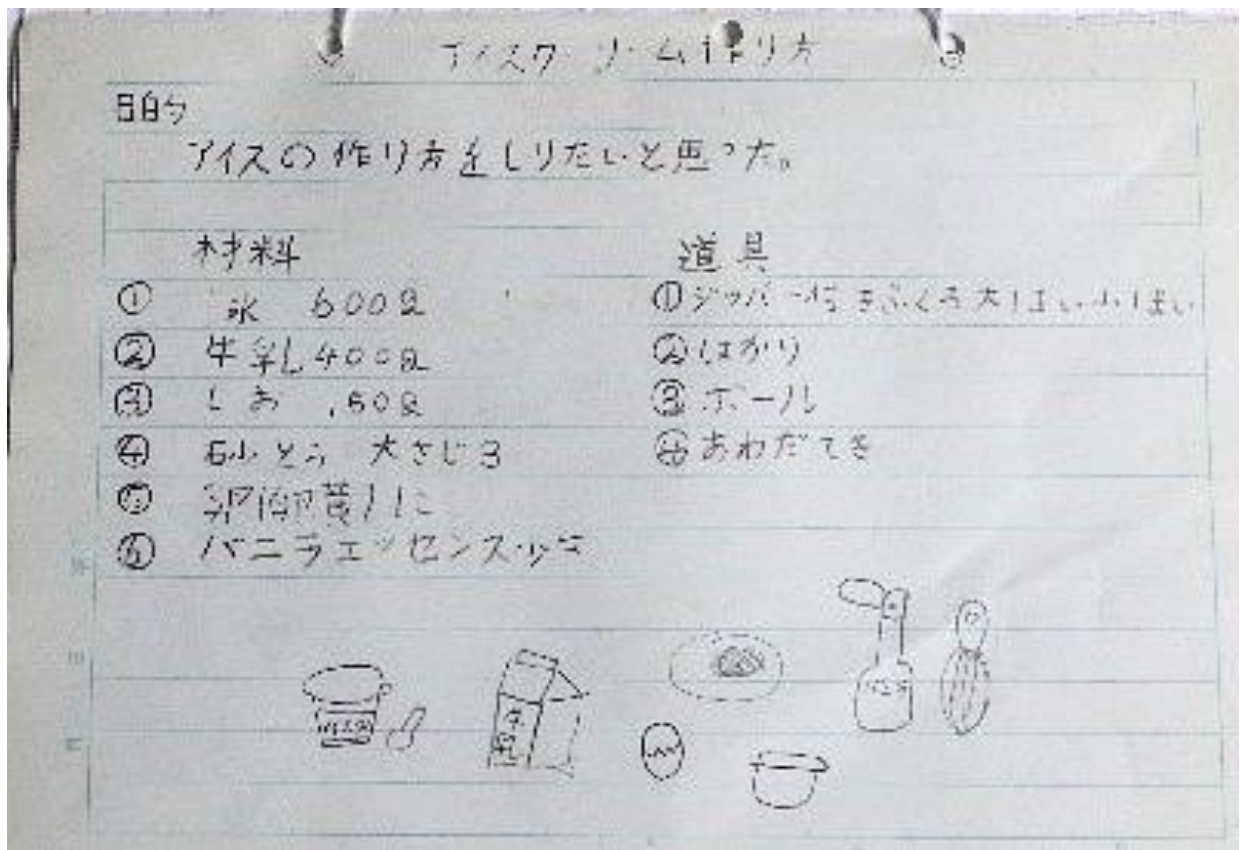 アイスクリーム作り方
目的
アイスの作り方をしりたいと思った。
材料
① 氷 600g
② 牛乳 400g
③ しお 60g
④ 砂とう 大さじ3
⑤ 卵 卵黄1こ
⑥ バニラエッセンス少々
道具
① ジッパー付きぶくろ大1まい小1まい
② はかり
③ ボール
④ あわだてき
牛乳